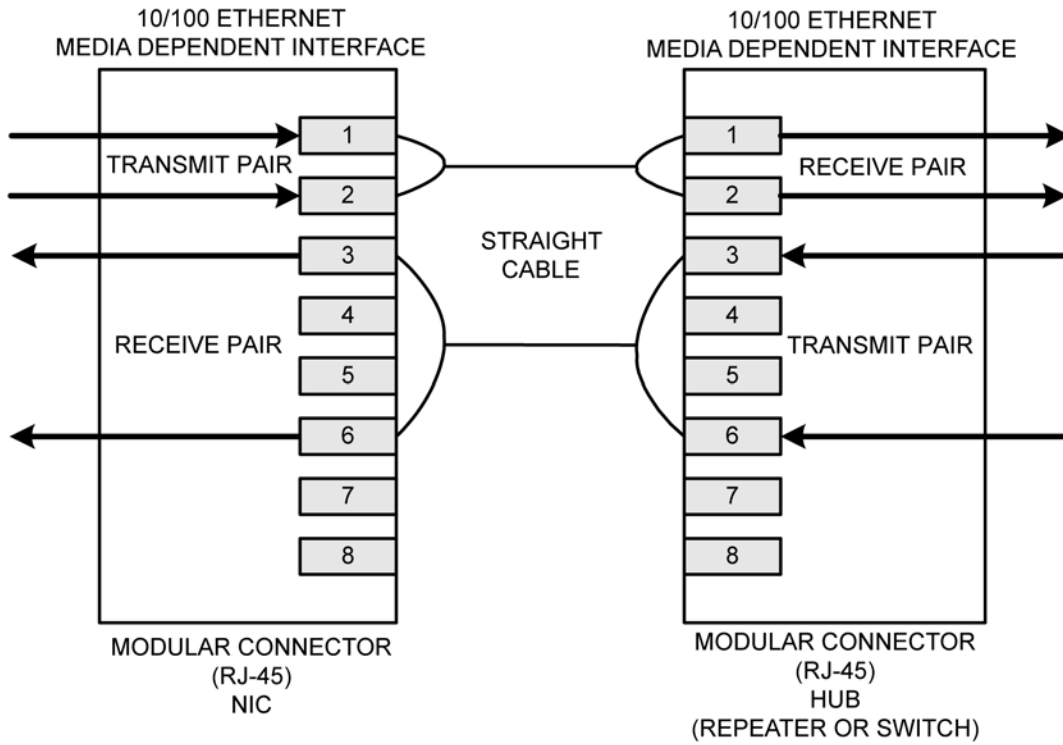 10/100 ETHERNET
MEDIA DEPENDENT INTERFACE
1
TRANSMIT PAIR
2
3
4
RECEIVE PAIR
5
6
7
8
MODULAR CONNECTOR
(RJ-45)
NIC
STRAIGHT
CABLE
10/100 ETHERNET
MEDIA DEPENDENT INTERFACE
1
RECEIVE PAIR
2
3
4
TRANSMIT PAIR
5
6
7
8
MODULAR CONNECTOR
(RJ-45)
HUB
(REPEATER OR SWITCH)